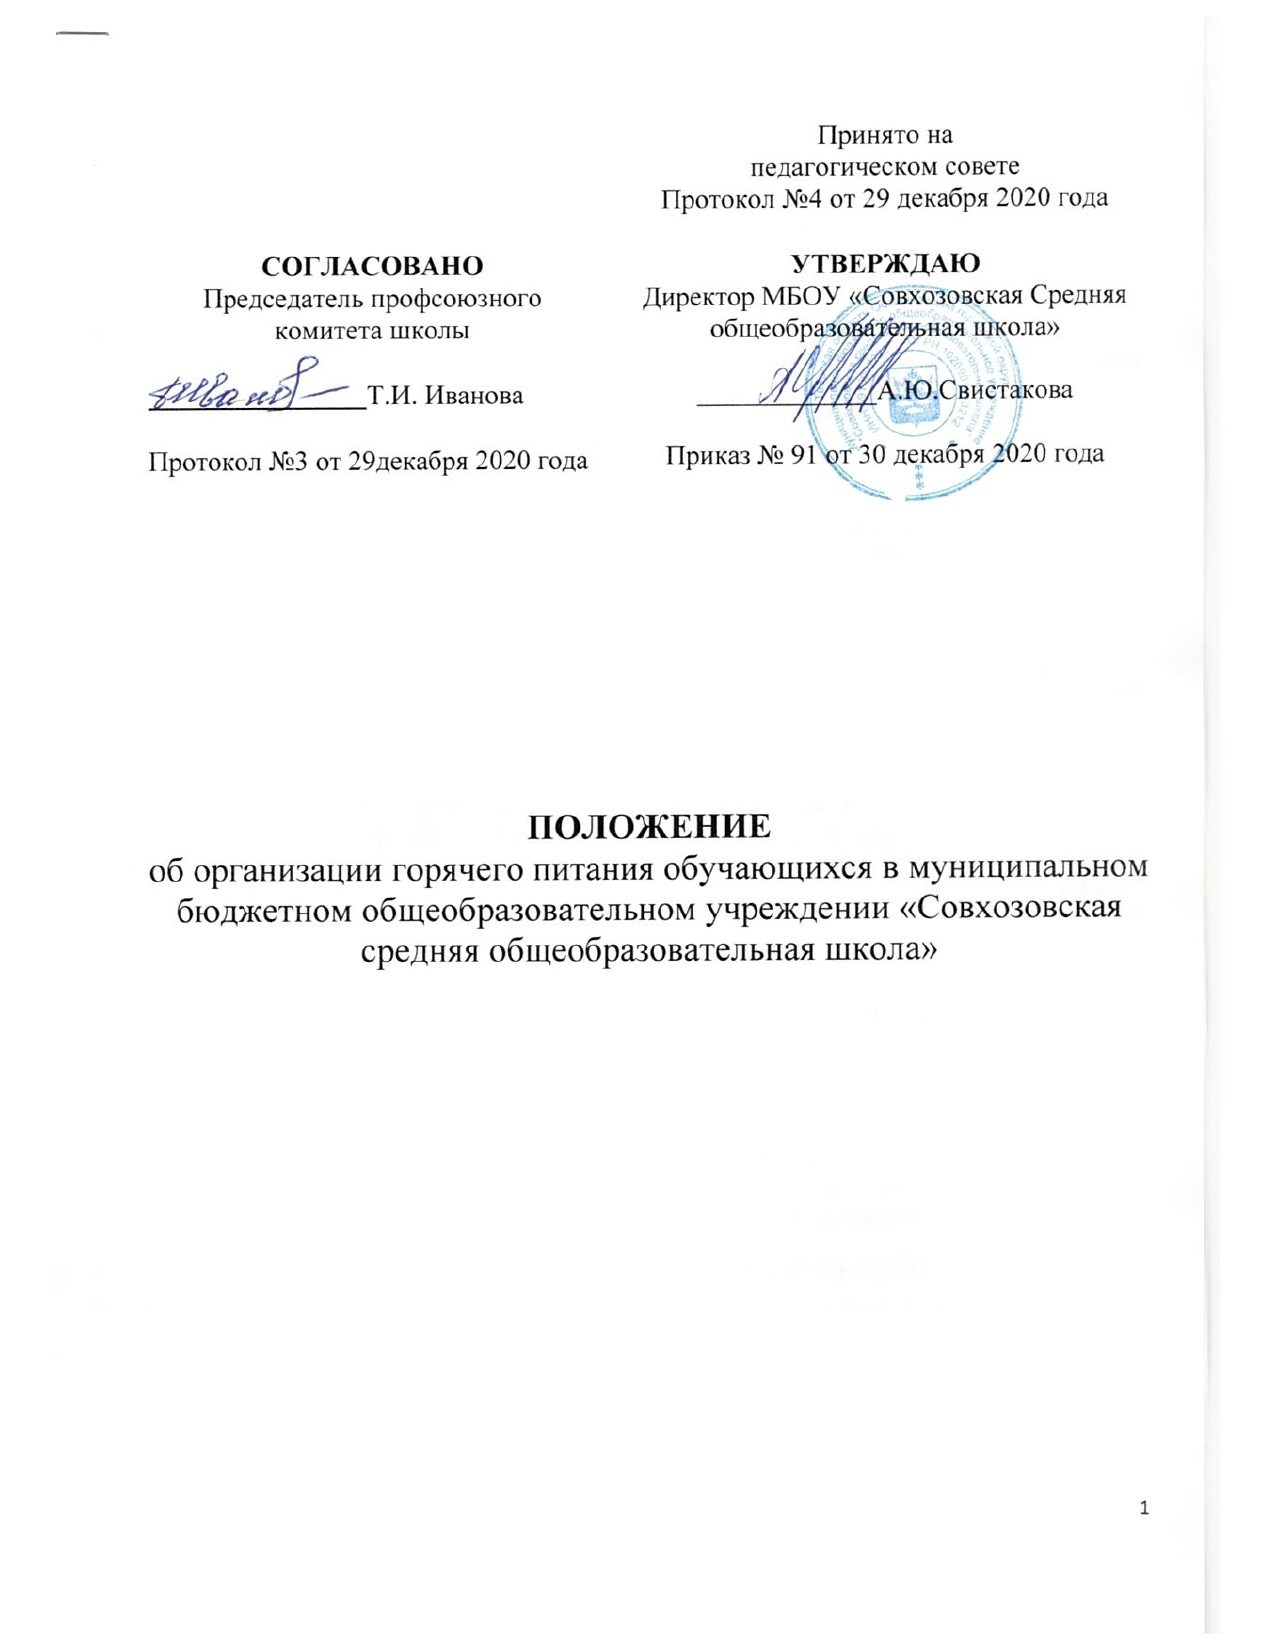 Принято на
педагогическом совете
Протокол №4 от 29 декабря 2020 года
СОГЛАСОВАНО
Председатель профсоюзного
комитета школы
Т.И. Иванова
Протокол №3 от 29декабря 2020 года
УТВЕРЖДАЮ
Директор МБОУ «Совхозовская Средняя
общеобразовательная школа»
А.Ю.Свистакова
Приказ № 91 от 30 декабря 2020 года
ПОЛОЖЕНИЕ
об организации горячего питания обучающихся в муниципальном
бюджетном общеобразовательном учреждении «Совхозовская
средняя общеобразовательная школа»
1